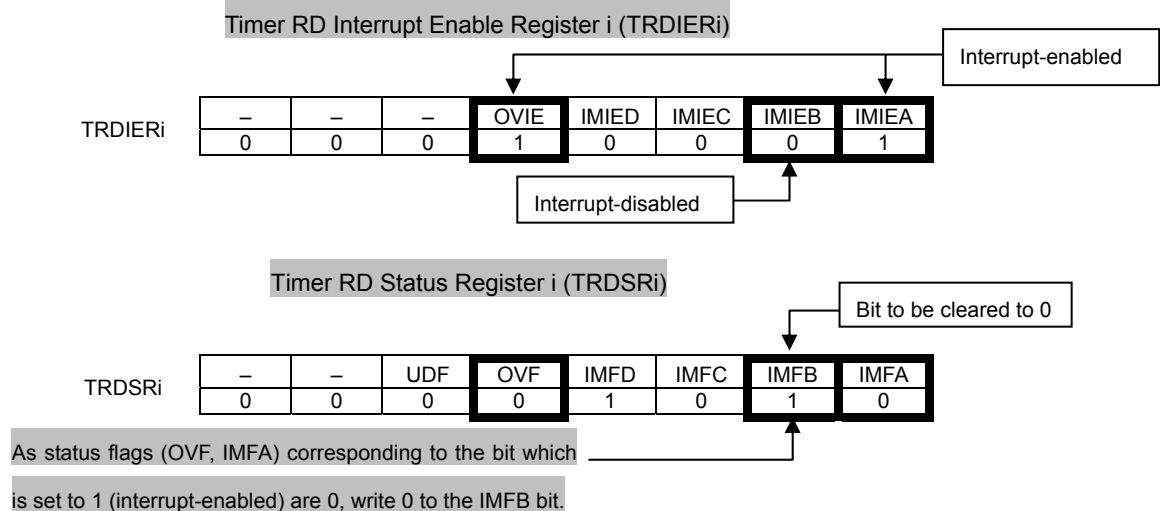 Timer RD Interrupt Enable Register i (TRDIERi)
Interrupt-enabled
TRDIERi
– – – OVIE IMIED IMIEC IMIEB IMIEA
0 0 0 1 0 0 0 1
Interrupt-disabled
Timer RD Status Register i (TRDSRi)
Bit to be cleared to 0
TRDSRi
– – UDF OVF IMFD IMFC IMFB IMFA
0 0 0 0 1 0 1 0
As status flags (OVF, IMFA) corresponding to the bit which
is set to 1 (interrupt-enabled) are 0, write 0 to the IMFB bit.